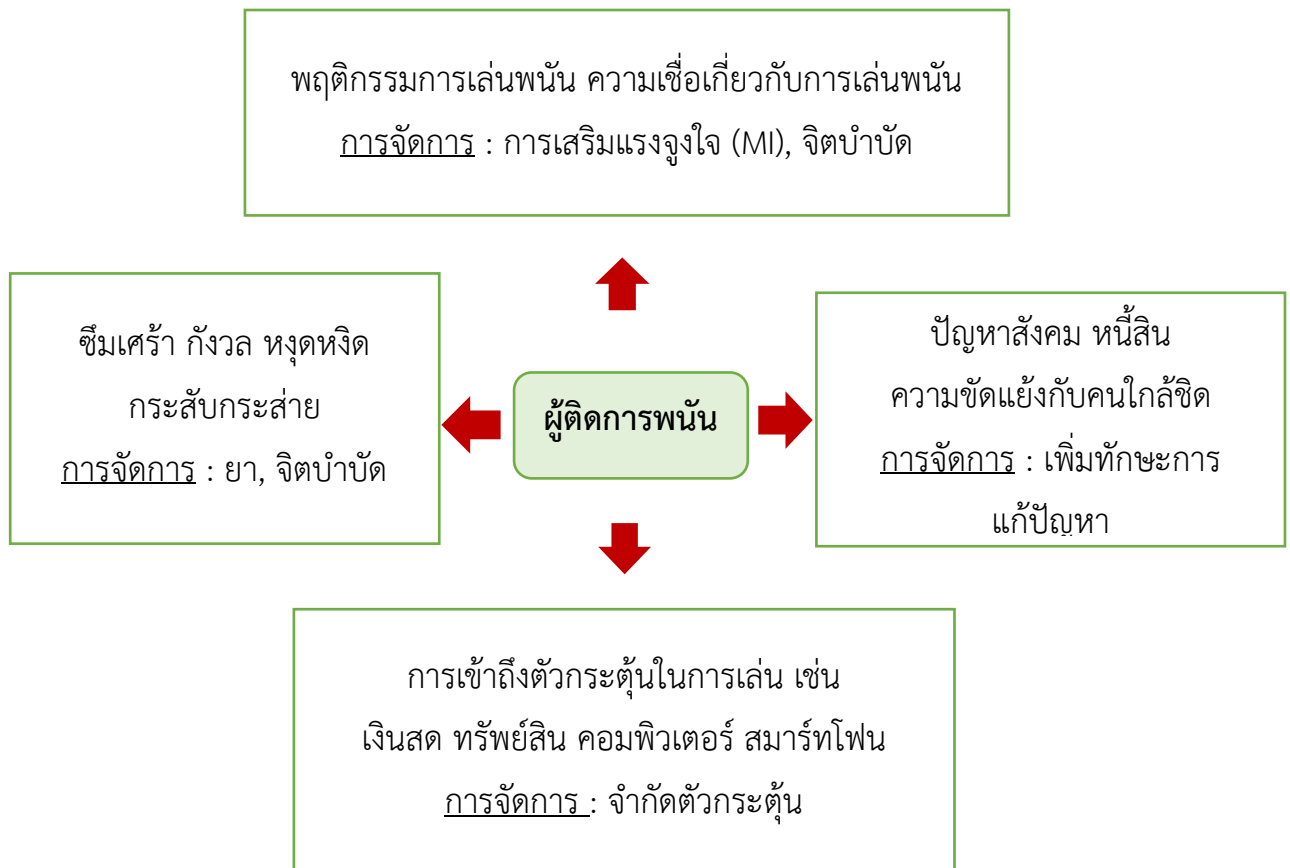 พฤติกรรมการเล่นพนัน ความเชื่อเกี่ยวกับการเล่นพนัน
การจัดการ : การเสริมแรงจูงใจ (MI), จิตบำบัด
ซึมเศร้า กังวล หงุดหงิด
กระสับกระส่าย
การจัดการ : ยา, จิตบำบัด
ผู้ติดการพนัน
ปัญหาสังคม หนี้สิน
ความขัดแย้งกับคนใกล้ชิด
การจัดการ : เพิ่มทักษะการ
แก้ปัญหา
การเข้าถึงตัวกระตุ้นในการเล่น เช่น
เงินสด ทรัพย์สิน คอมพิวเตอร์ สมาร์ทโฟน
การจัดการ : จำกัดตัวกระตุ้น